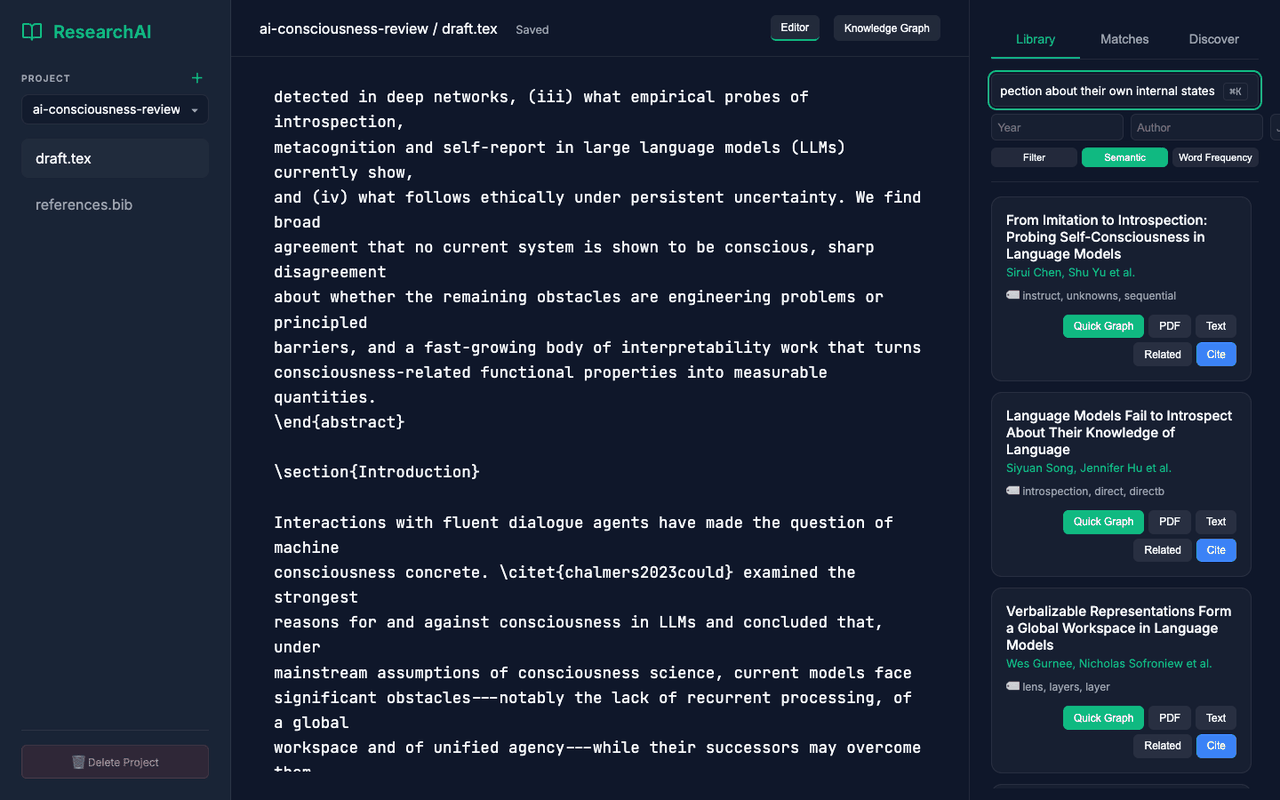 ResearchAI
PROJECT
+
ai-consciousness-review
draft.tex
references.bib
Delete Project
ai-consciousness-review / draft.tex
Saved
Editor
Knowledge Graph
detected in deep networks, (iii) what empirical probes of
introspection,
metacognition and self-report in large language models (LLMs)
currently show,
and (iv) what follows ethically under persistent uncertainty. We find
broad
agreement that no current system is shown to be conscious, sharp
disagreement
about whether the remaining obstacles are engineering problems or
principled
barriers, and a fast-growing body of interpretability work that turns
consciousness-related functional properties into measurable
quantities.
\end{abstract}
\section{Introduction}
Interactions with fluent dialogue agents have made the question of
machine
consciousness concrete. \citet{chalmers2023could} examined the
strongest
reasons for and against consciousness in LLMs and concluded that,
under
mainstream assumptions of consciousness science, current models face
significant obstacles---notably the lack of recurrent processing, of
a global
workspace and of unified agency---while their successors may overcome
them
Library
Matches
Discover
pection about their own internal states
⌘K
Year
Author
Filter
Semantic
Word Frequency
From Imitation to Introspection:
Probing Self-Consciousness in
Language Models
Sirui Chen, Shu Yu et al.
instruct, unknowns, sequential
Quick Graph
PDF
Text
Related
Cite
Language Models Fail to Introspect
About Their Knowledge of
Language
Siyuan Song, Jennifer Hu et al.
introspection, direct, directb
Quick Graph
PDF
Text
Related
Cite
Verbalizable Representations Form
a Global Workspace in Language
Models
Wes Gurnee, Nicholas Sofroniew et al.
lens, layers, layer
Quick Graph
PDF
Text
Related
Cite